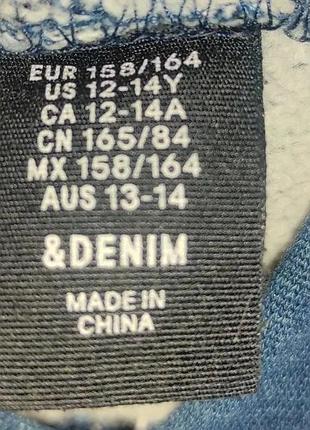 EUR 158/164
US 12-14Y
CA 12-14A
CN 165/84
MX 158/164
AUS 13-14
&DENIM
MADE IN
CHINA